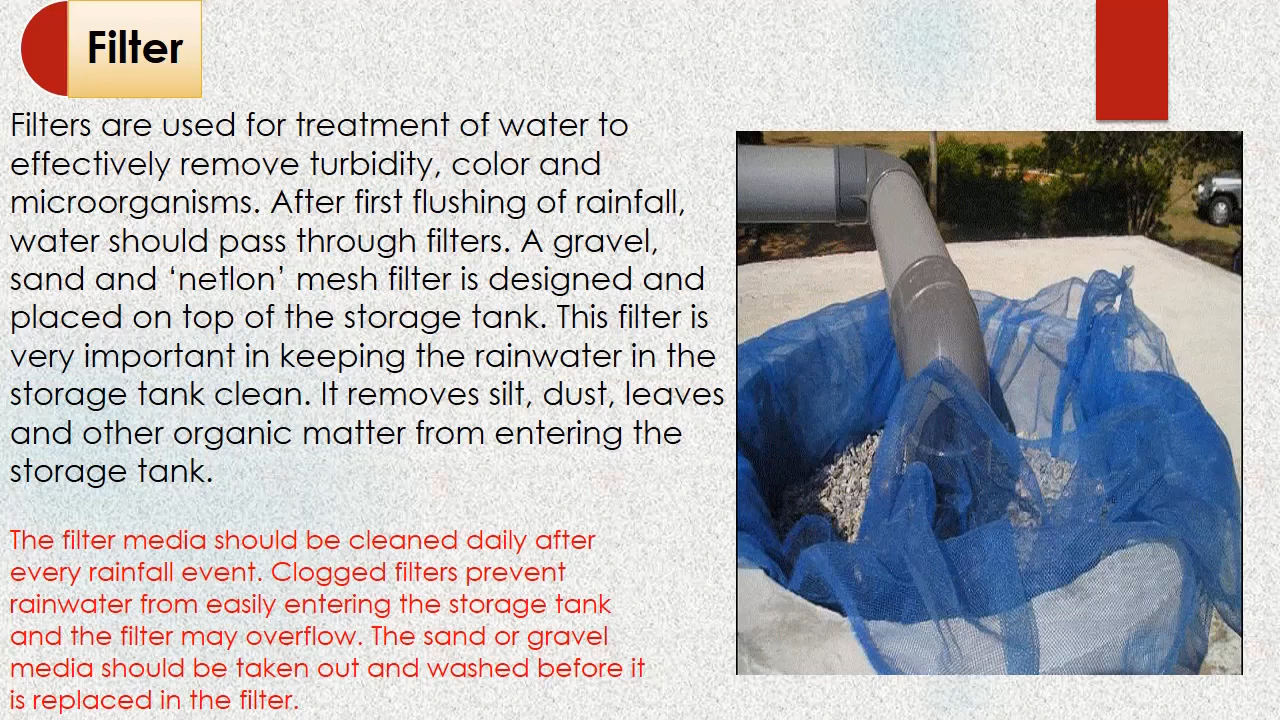 Filter
Filters are used for treatment of water to
effectively remove turbidity, color and
microorganisms. After first flushing of rainfall,
water should pass through filters. A gravel,
sand and ‘netlon’ mesh filter is designed and
placed on top of the storage tank. This filter is
very important in keeping the rainwater in the
storage tank clean. It removes silt, dust, leaves
and other organic matter from entering the
storage tank.
The filter media should be cleaned daily after
every rainfall event. Clogged filters prevent
rainwater from easily entering the storage tank
and the filter may overflow. The sand or gravel
media should be taken out and washed before it
is replaced in the filter.